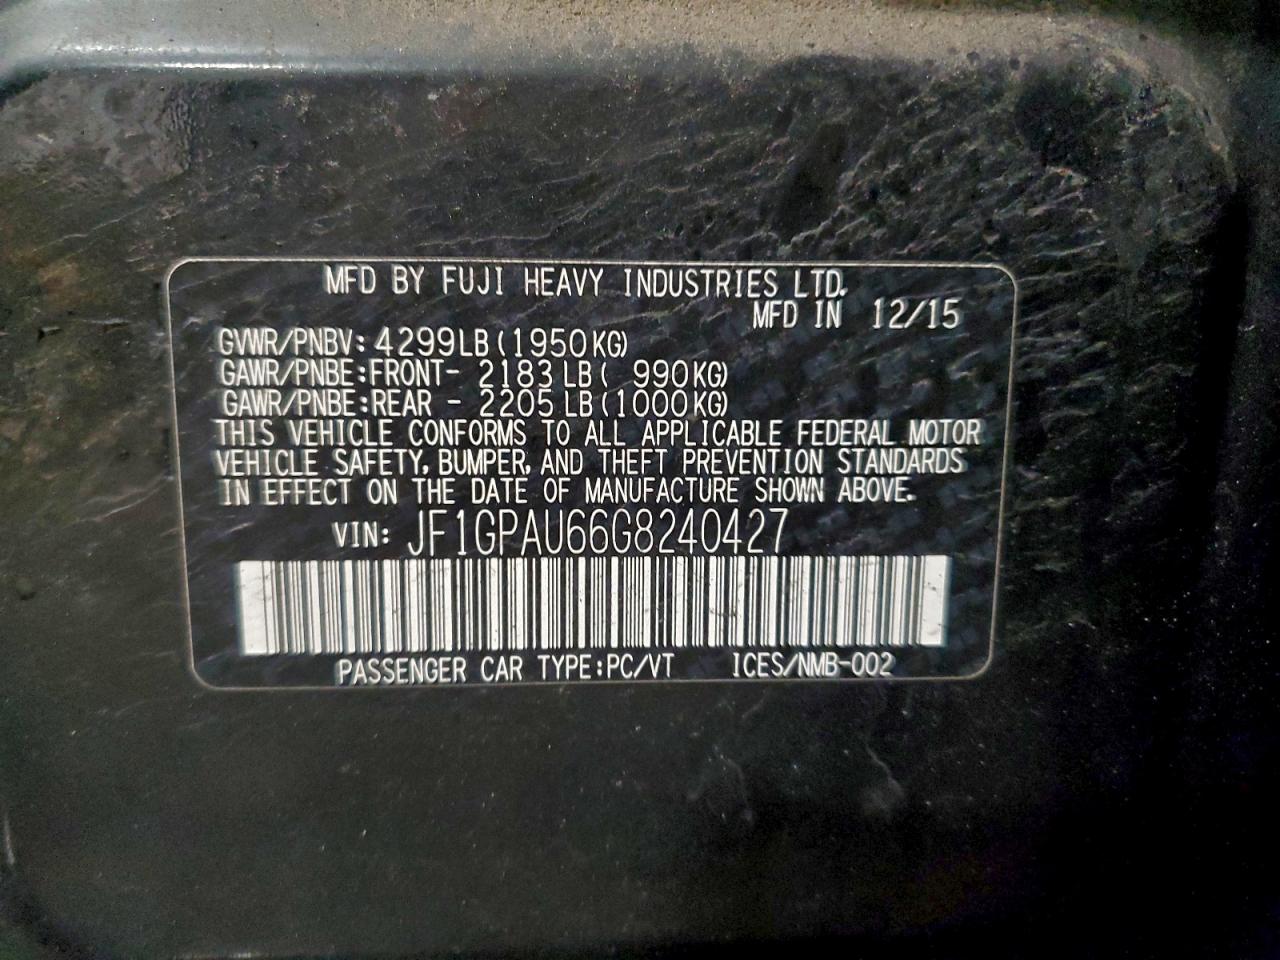 MFD BY FUJI HEAVY INDUSTRIES LTD.
MFD IN 12/15
GVWR/PNBV: 4299LB(1950KG)
GAWR/PNBE:FRONT- 2183LB( 990KG)
GAWR/PNBE:REAR - 2205LB(1000KG)
THIS VEHICLE CONFORMS TO ALL APPLICABLE FEDERAL MOTOR
VEHICLE SAFETY, BUMPER, AND THEFT PREVENTION STANDARDS
IN EFFECT ON THE DATE OF MANUFACTURE SHOWN ABOVE.
VIN: JF1GPAU66G8240427
PASSENGER CAR TYPE:PC/VT ICES/NMB-002